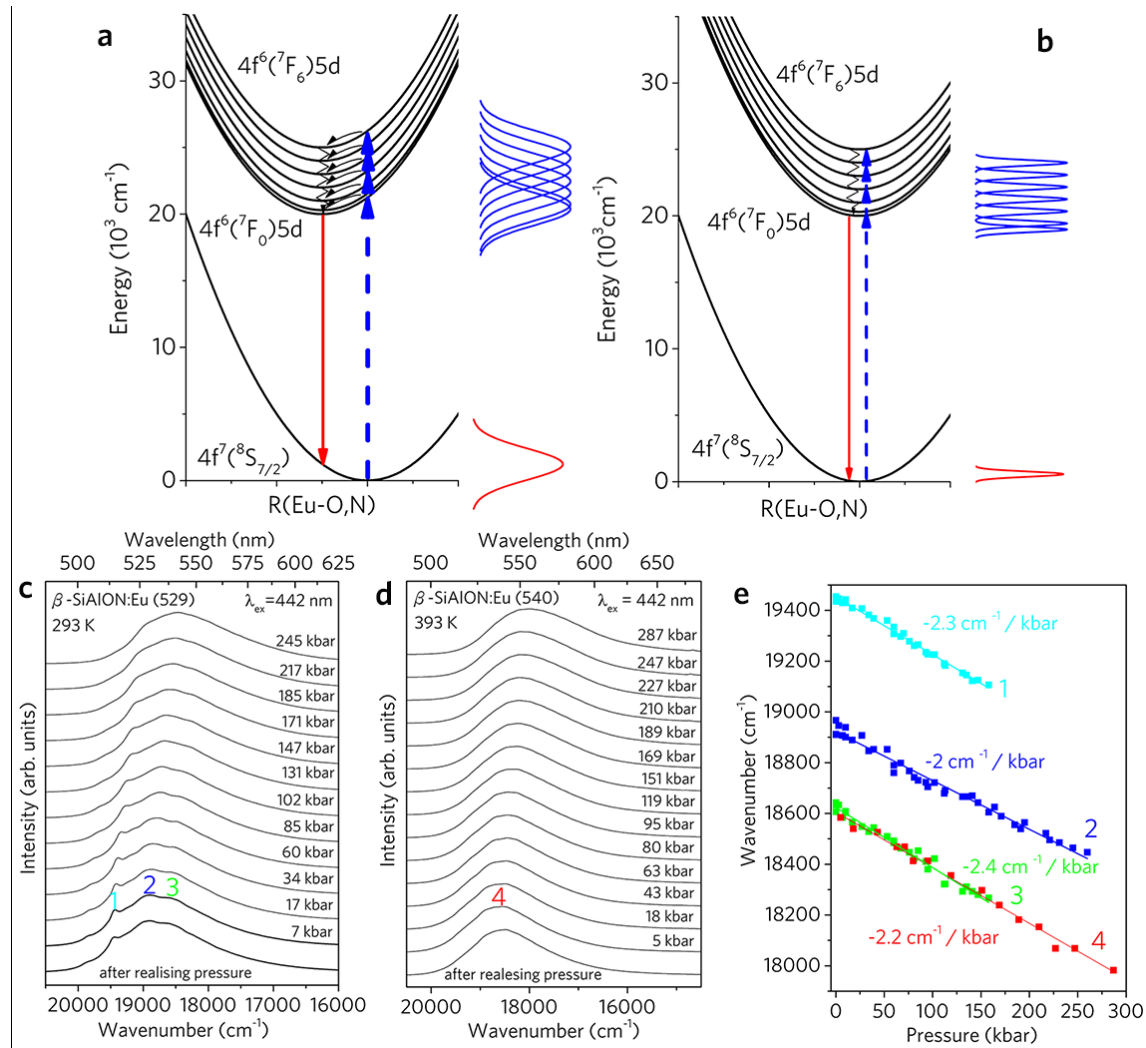 a
4f⁶(⁷F₆)5d
30
20
4f⁶(⁷F₀)5d
10
4f⁷(⁸S₇/₂)
0
Energy (10³ cm⁻¹)
R(Eu-O,N)
b
4f⁶(⁷F₆)5d
30
20
4f⁶(⁷F₀)5d
10
4f⁷(⁸S₇/₂)
0
Energy (10³cm⁻¹)
R(Eu-O,N)
c
Wavelength (nm)
500 525 550 575 600 625
β-SiAlON:Eu (529) λₑₓ=442 nm
293 K
245 kbar
217 kbar
185 kbar
171 kbar
147 kbar
131 kbar
102 kbar
85 kbar
60 kbar
34 kbar
17 kbar
7 kbar
1 2 3
after realising pressure
Intensity (arb. units)
20000 19000 18000 17000 16000
Wavenumber (cm⁻¹)
d
Wavelength (nm)
500 550 600 650
β-SiAlON:Eu (540) λₑₓ=442 nm
393 K
287 kbar
247 kbar
227 kbar
210 kbar
189 kbar
169 kbar
151 kbar
119 kbar
95 kbar
80 kbar
63 kbar
43 kbar
18 kbar
5 kbar
4
after realesing pressure
Intensity (arb. units)
20000 18000 16000
Wavenumber (cm⁻¹)
e
19400
19200
19000
18800
18600
18400
18200
18000
Wavenumber (cm⁻¹)
-2.3 cm⁻¹/ kbar
1
-2 cm⁻¹/ kbar
2
-2.4 cm⁻¹/ kbar
3
-2.2 cm⁻¹/ kbar
4
0 50 100 150 200 250 300
Pressure (kbar)